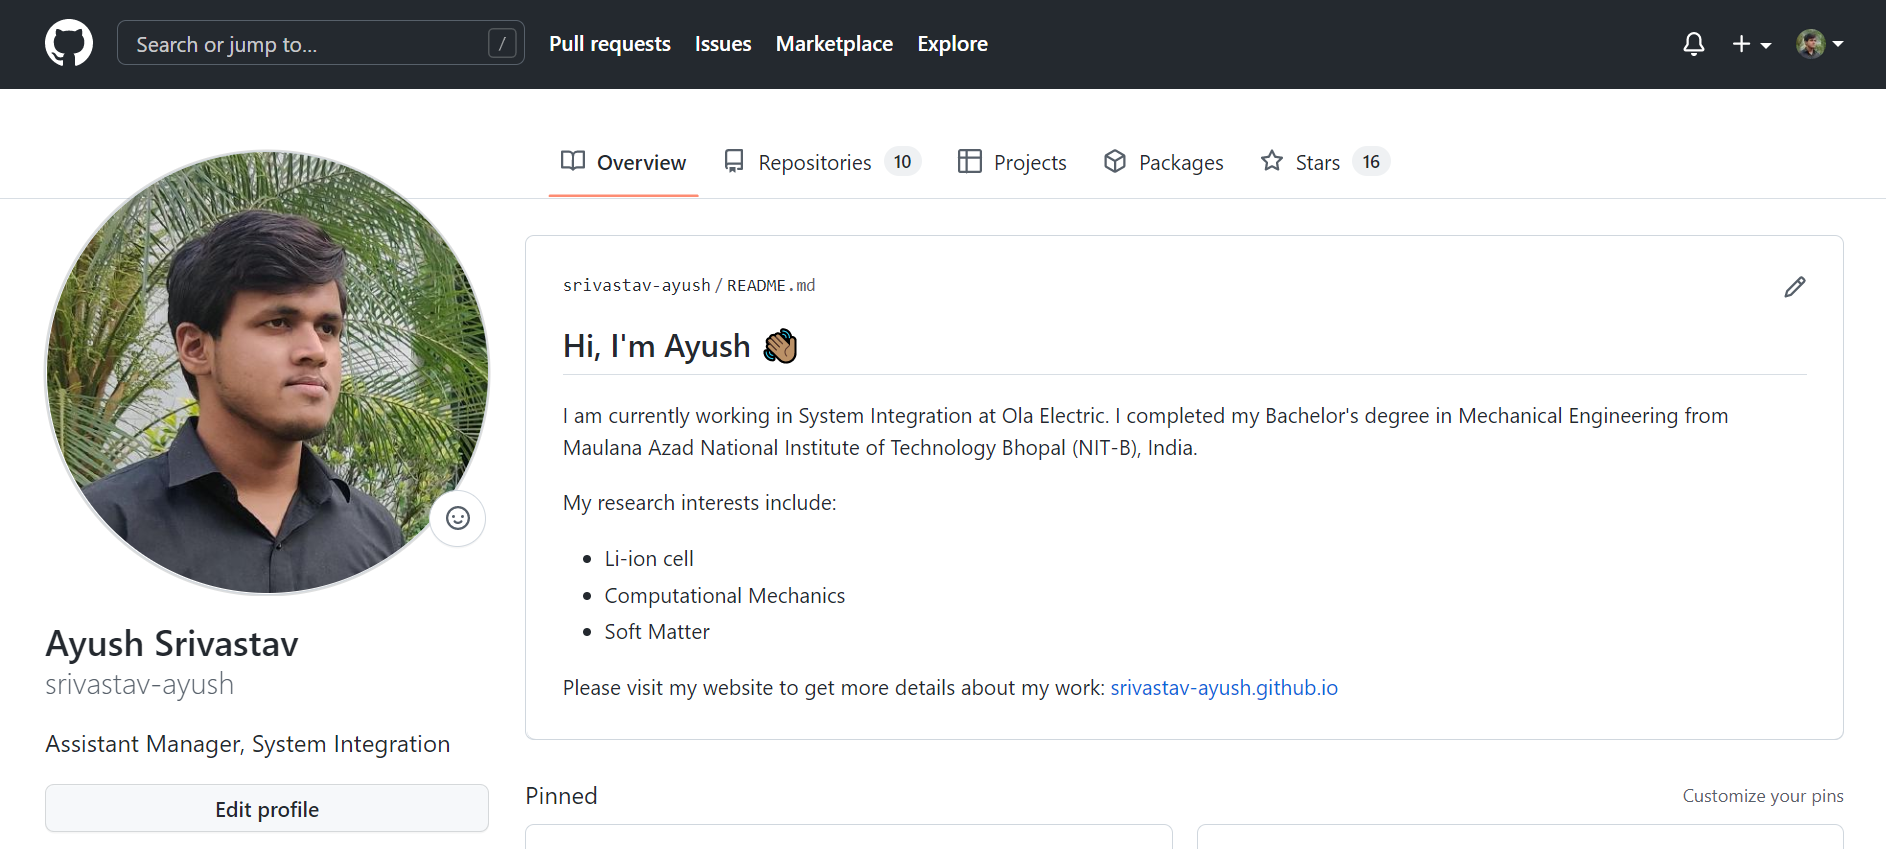 Search or jump to... /
Pull requests Issues Marketplace Explore
Overview Repositories 10 Projects Packages Stars 16
srivastav-ayush / README.md
Hi, I'm Ayush 👋🏽
I am currently working in System Integration at Ola Electric. I completed my Bachelor's degree in Mechanical Engineering from
Maulana Azad National Institute of Technology Bhopal (NIT-B), India.
My research interests include:
• Li-ion cell
• Computational Mechanics
• Soft Matter
Please visit my website to get more details about my work: srivastav-ayush.github.io
Ayush Srivastav
srivastav-ayush
Assistant Manager, System Integration
Edit profile
Pinned
Customize your pins